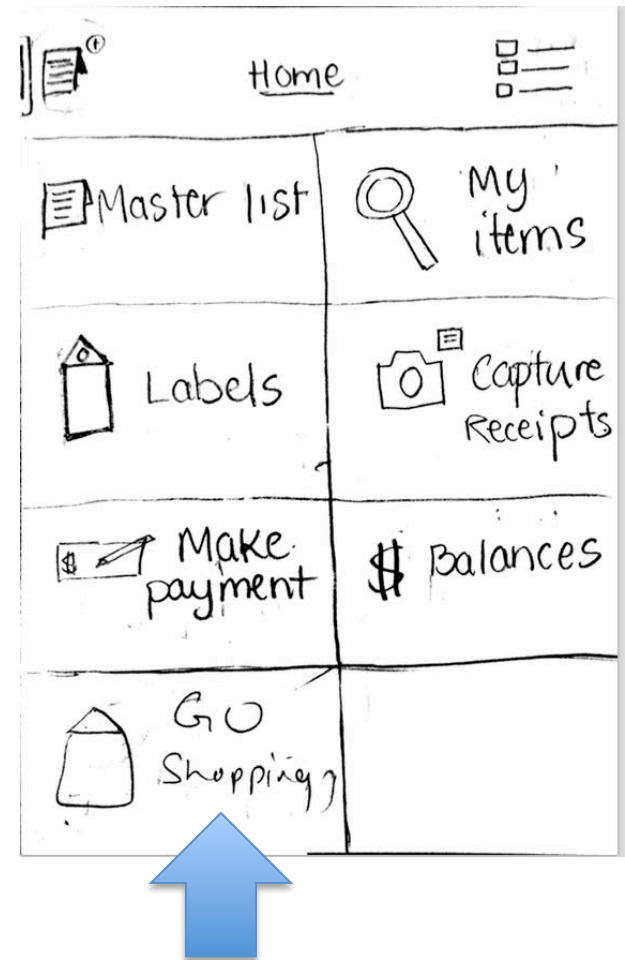 Home
Master list
My
items
Labels
Capture
Receipts
$ Make
payment
$ Balances
Go
Shopping